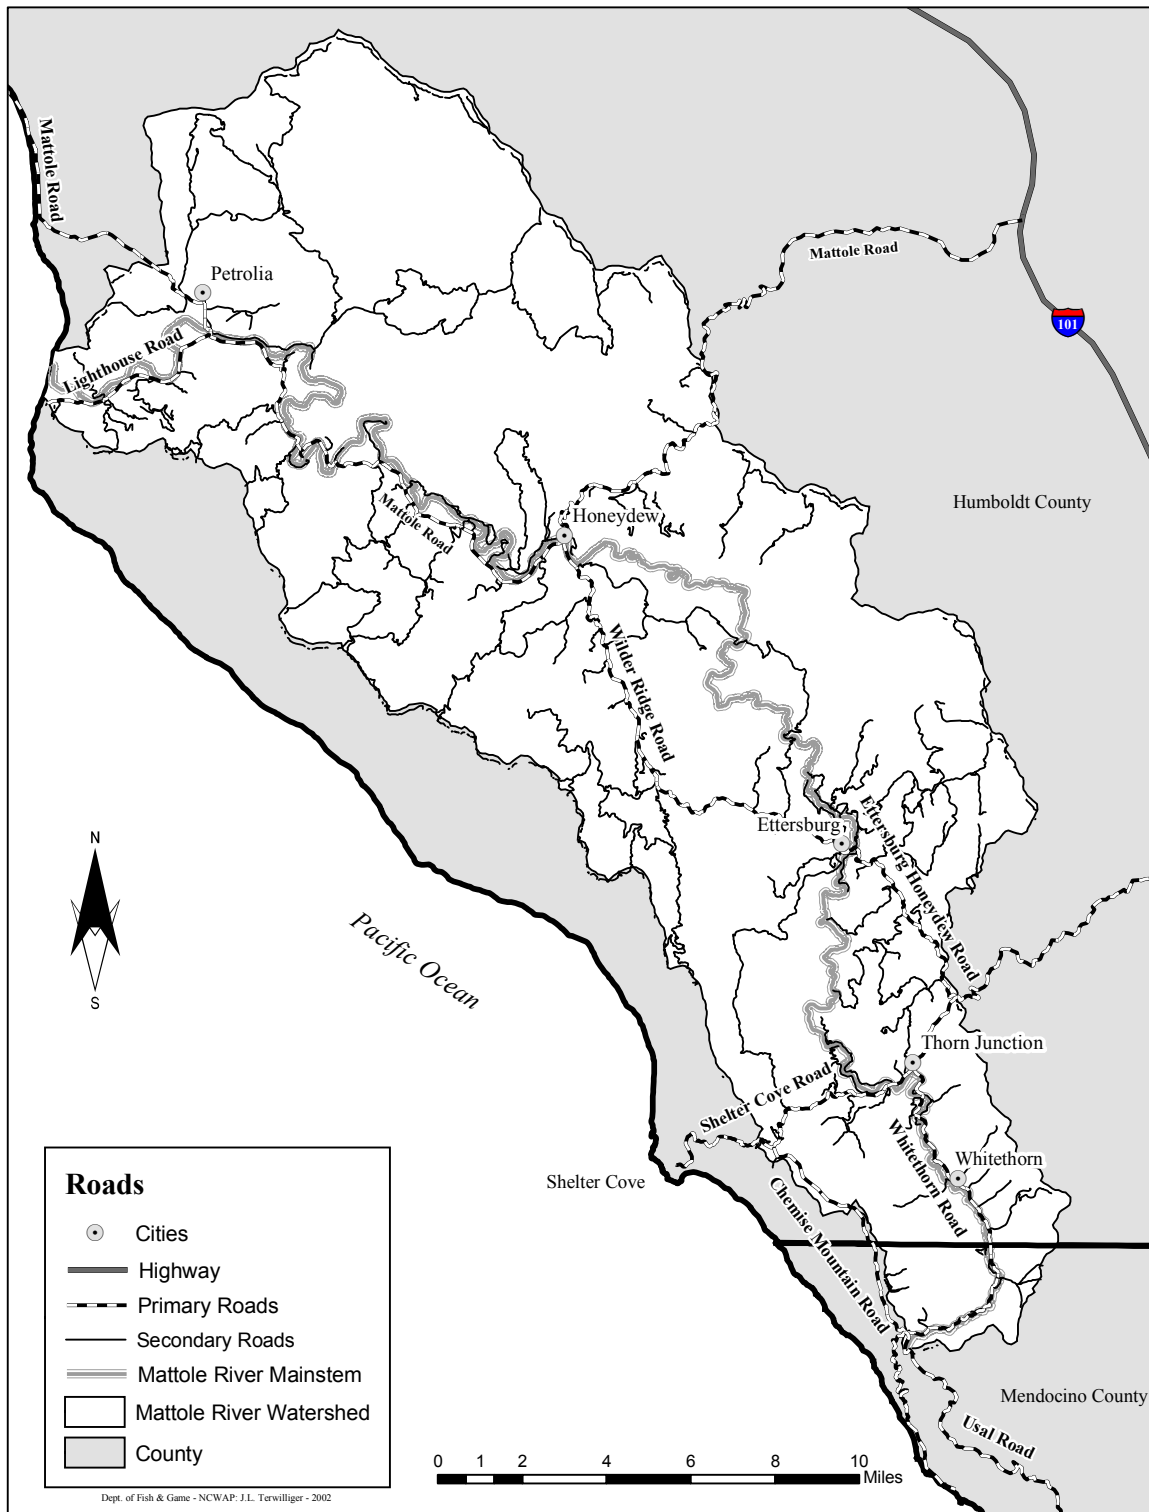 Mattole Road
Mattole Road
Petrolia
101
Lighthouse Road
Humboldt County
Mattole Road
Honeydew
Wilder Ridge Road
Ettersburg
Ettersburg Honeydew Road
N
S
Pacific Ocean
Thorn Junction
Shelter Cove Road
Whitethorn Road
Whitethorn
Shelter Cove
Chemise Mountain Road
Mendocino County
Usal Road
Roads
Cities
Highway
Primary Roads
Secondary Roads
Mattole River Mainstem
Mattole River Watershed
County
0 1 2 4 6 8 10
Miles
Dept. of Fish & Game - NCWAP: J.L. Terwilliger - 2002